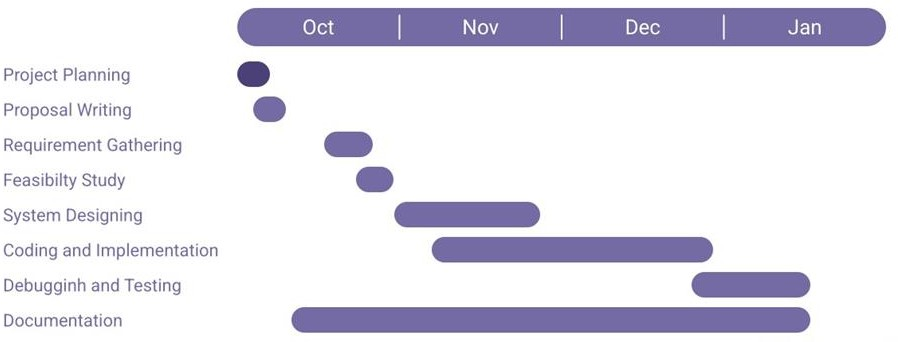 Oct Nov Dec Jan
Project Planning
Proposal Writing
Requirement Gathering
Feasibilty Study
System Designing
Coding and Implementation
Debugginh and Testing
Documentation